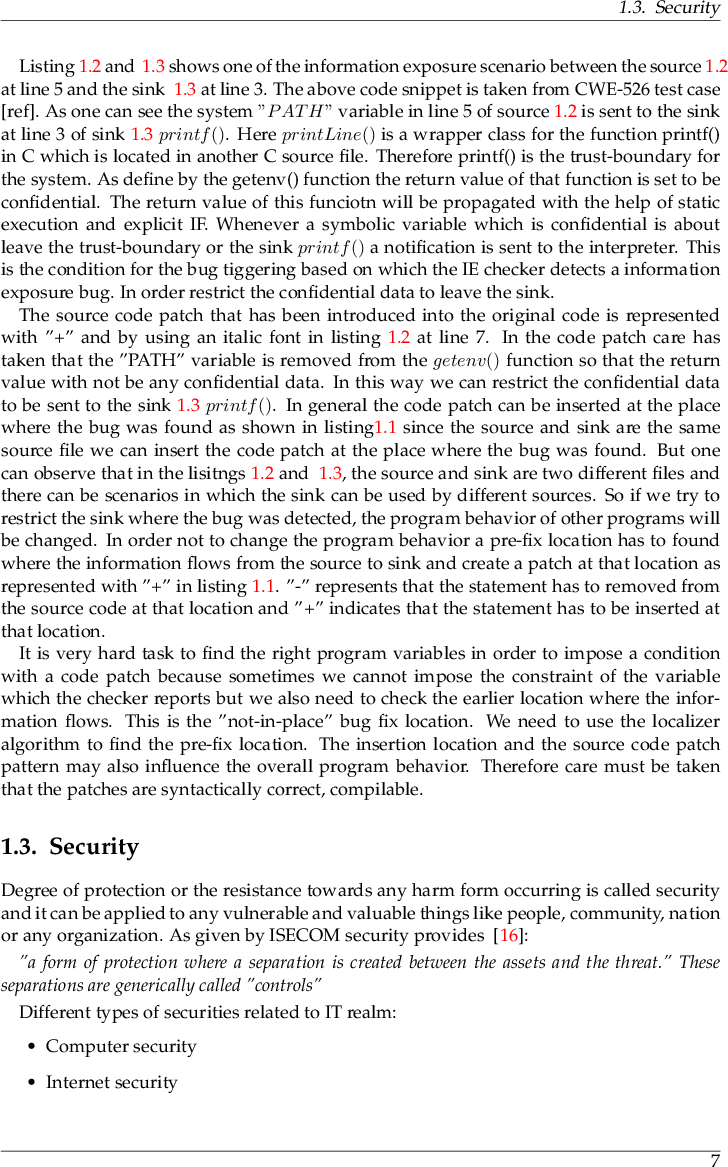 1.3. Security
Listing 1.2 and 1.3 shows one of the information exposure scenario between the source 1.2
at line 5 and the sink 1.3 at line 3. The above code snippet is taken from CWE-526 test case
[ref]. As one can see the system ”PATH” variable in line 5 of source 1.2 is sent to the sink
at line 3 of sink 1.3 printf(). Here printLine() is a wrapper class for the function printf()
in C which is located in another C source file. Therefore printf() is the trust-boundary for
the system. As define by the getenv() function the return value of that function is set to be
confidential. The return value of this funciotn will be propagated with the help of static
execution and explicit IF. Whenever a symbolic variable which is confidential is about
leave the trust-boundary or the sink printf() a notification is sent to the interpreter. This
is the condition for the bug tiggering based on which the IE checker detects a information
exposure bug. In order restrict the confidential data to leave the sink.
The source code patch that has been introduced into the original code is represented
with ”+” and by using an italic font in listing 1.2 at line 7. In the code patch care has
taken that the ”PATH” variable is removed from the getenv() function so that the return
value with not be any confidential data. In this way we can restrict the confidential data
to be sent to the sink 1.3 printf(). In general the code patch can be inserted at the place
where the bug was found as shown in listing1.1 since the source and sink are the same
source file we can insert the code patch at the place where the bug was found. But one
can observe that in the lisitngs 1.2 and 1.3, the source and sink are two different files and
there can be scenarios in which the sink can be used by different sources. So if we try to
restrict the sink where the bug was detected, the program behavior of other programs will
be changed. In order not to change the program behavior a pre-fix location has to found
where the information flows from the source to sink and create a patch at that location as
represented with ”+” in listing 1.1. ”-” represents that the statement has to removed from
the source code at that location and ”+” indicates that the statement has to be inserted at
that location.
It is very hard task to find the right program variables in order to impose a condition
with a code patch because sometimes we cannot impose the constraint of the variable
which the checker reports but we also need to check the earlier location where the infor-
mation flows. This is the ”not-in-place” bug fix location. We need to use the localizer
algorithm to find the pre-fix location. The insertion location and the source code patch
pattern may also influence the overall program behavior. Therefore care must be taken
that the patches are syntactically correct, compilable.
1.3. Security
Degree of protection or the resistance towards any harm form occurring is called security
and it can be applied to any vulnerable and valuable things like people, community, nation
or any organization. As given by ISECOM security provides [16]:
”a form of protection where a separation is created between the assets and the threat.” These
separations are generically called ”controls”
Different types of securities related to IT realm:
• Computer security
• Internet security
7